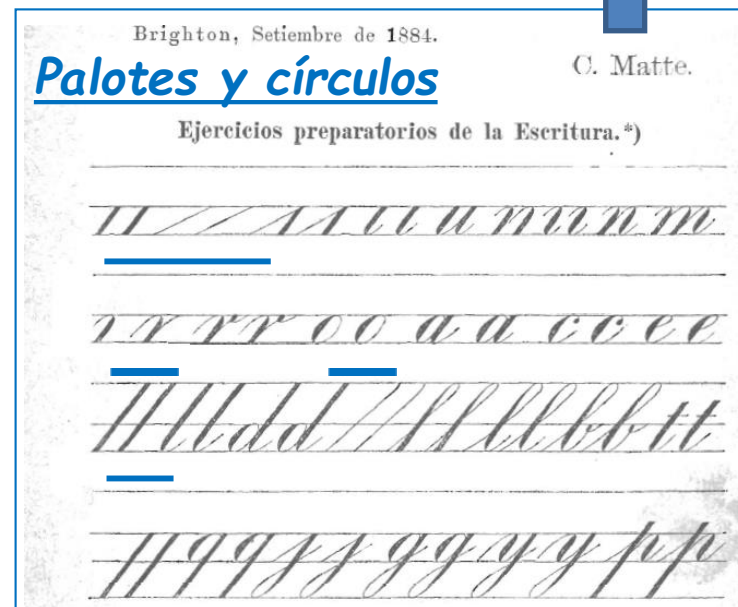 Brighton, Setiembre de 1884.
C. Matte.
Palotes y círculos
Ejercicios preparatorios de la Escritura.*)
r r o o a a c c e e
l l d d l l l b b t t
q q j j g g y y p p